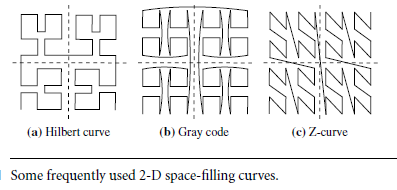 (a) Hilbert curve (b) Gray code (c) Z-curve
Some frequently used 2-D space-filling curves.